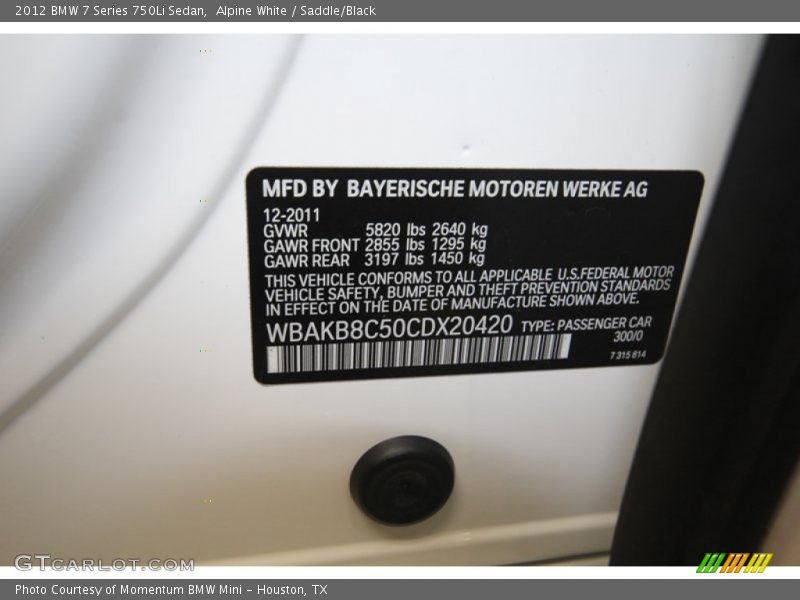 2012 BMW 7 Series 750Li Sedan,  Alpine White / Saddle/Black
MFD BY BAYERISCHE MOTOREN WERKE AG
12-2011
GVWR 5820 lbs 2640 kg
GAWR FRONT 2855 lbs 1295 kg
GAWR REAR 3197 lbs 1450 kg
THIS VEHICLE CONFORMS TO ALL APPLICABLE U.S.FEDERAL MOTOR
VEHICLE SAFETY, BUMPER AND THEFT PREVENTION STANDARDS
IN EFFECT ON THE DATE OF MANUFACTURE SHOWN ABOVE.
WBAKB8C50CDX20420 TYPE: PASSENGER CAR
300/0
7 315 814
GTCARLOT.COM
Photo Courtesy of Momentum BMW Mini - Houston, TX